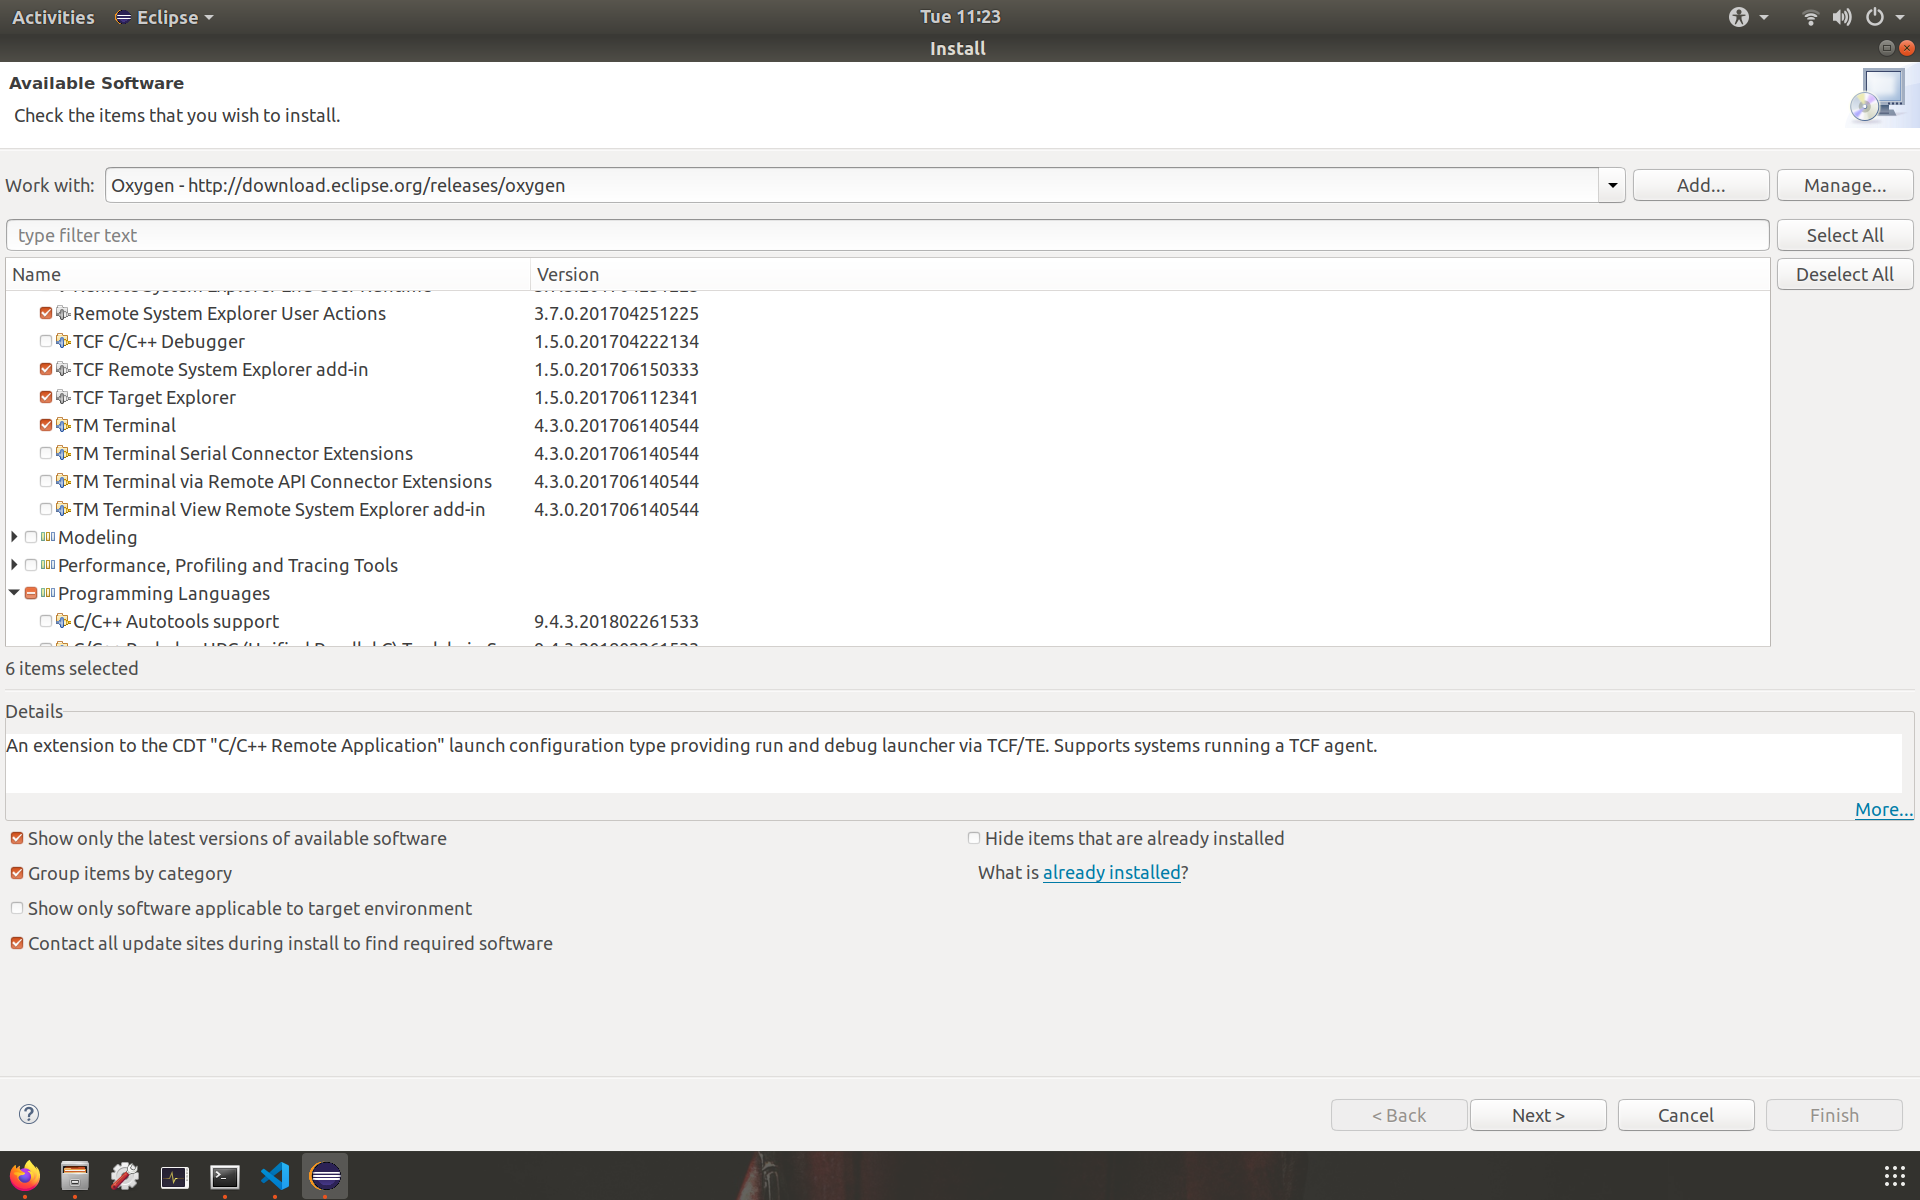 Activities Eclipse Tue 11:23
Install
Available Software
Check the items that you wish to install.
Work with: Oxygen - http://download.eclipse.org/releases/oxygen Add... Manage...
type filter text Select All
Name Version Deselect All
Remote System Explorer User Actions 3.7.0.201704251225
TCF C/C++ Debugger 1.5.0.201704222134
TCF Remote System Explorer add-in 1.5.0.201706150333
TCF Target Explorer 1.5.0.201706112341
TM Terminal 4.3.0.201706140544
TM Terminal Serial Connector Extensions 4.3.0.201706140544
TM Terminal via Remote API Connector Extensions 4.3.0.201706140544
TM Terminal View Remote System Explorer add-in 4.3.0.201706140544
Modeling
Performance, Profiling and Tracing Tools
Programming Languages
C/C++ Autotools support 9.4.3.201802261533
6 items selected
Details
An extension to the CDT "C/C++ Remote Application" launch configuration type providing run and debug launcher via TCF/TE. Supports systems running a TCF agent.
More...
Show only the latest versions of available software Hide items that are already installed
Group items by category What is already installed?
Show only software applicable to target environment
Contact all update sites during install to find required software
< Back Next > Cancel Finish